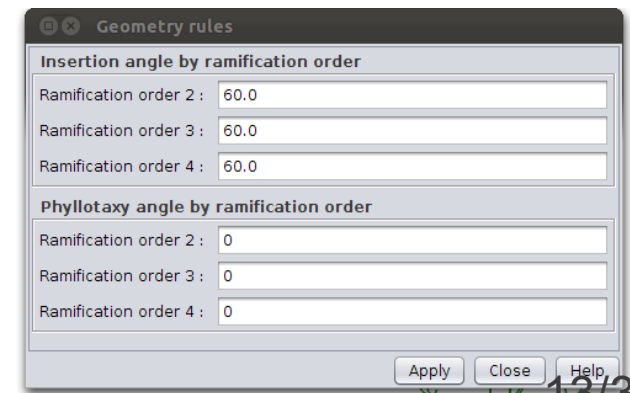 Geometry rules
Insertion angle by ramification order
Ramification order 2 : 60.0
Ramification order 3 : 60.0
Ramification order 4 : 60.0
Phyllotaxy angle by ramification order
Ramification order 2 : 0
Ramification order 3 : 0
Ramification order 4 : 0
Apply Close Help